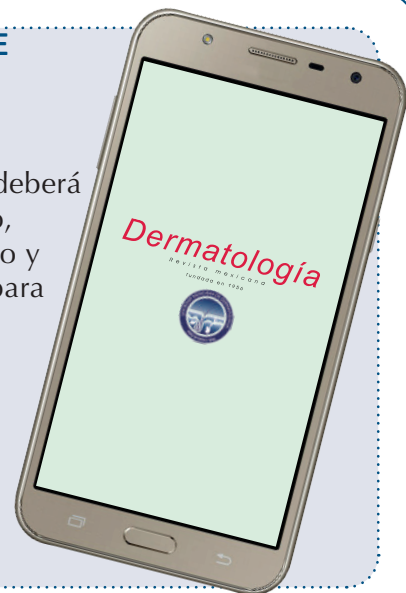 E
deberá
o,
o y
para
Dermatología
Revista mexicana
fundada en 1956